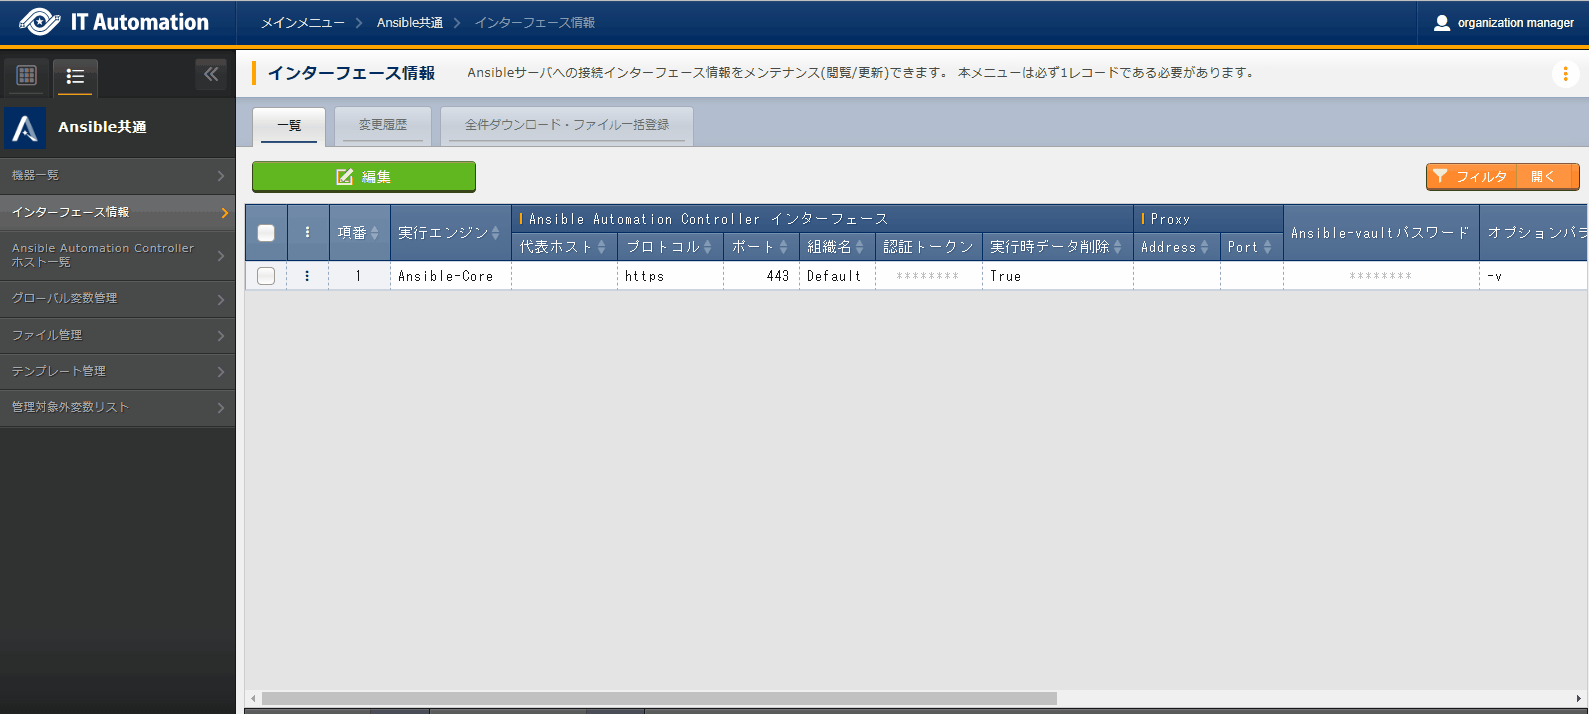 IT Automation
メインメニュー
Ansible共通
インターフェース情報
organization manager
Ansible共通
機器一覧
インターフェース情報
Ansible Automation Controller
ホスト一覧
グローバル変数管理
ファイル管理
テンプレート管理
管理対象外変数リスト
インターフェース情報
Ansibleサーバへの接続インターフェース情報をメンテナンス(閲覧/更新)できます。 本メニューは必ず1レコードである必要があります。
一覧
変更履歴
全件ダウンロード・ファイル一括登録
編集
フィルタ
開く
項番
実行エンジン
Ansible Automation Controller インターフェース
代表ホスト
プロトコル
ポート
組織名
認証トークン
実行時データ削除
Proxy
Address
Port
Ansible-vaultパスワード
オプションパラ
1
Ansible-Core
https
443
Default
********
True
********
-v